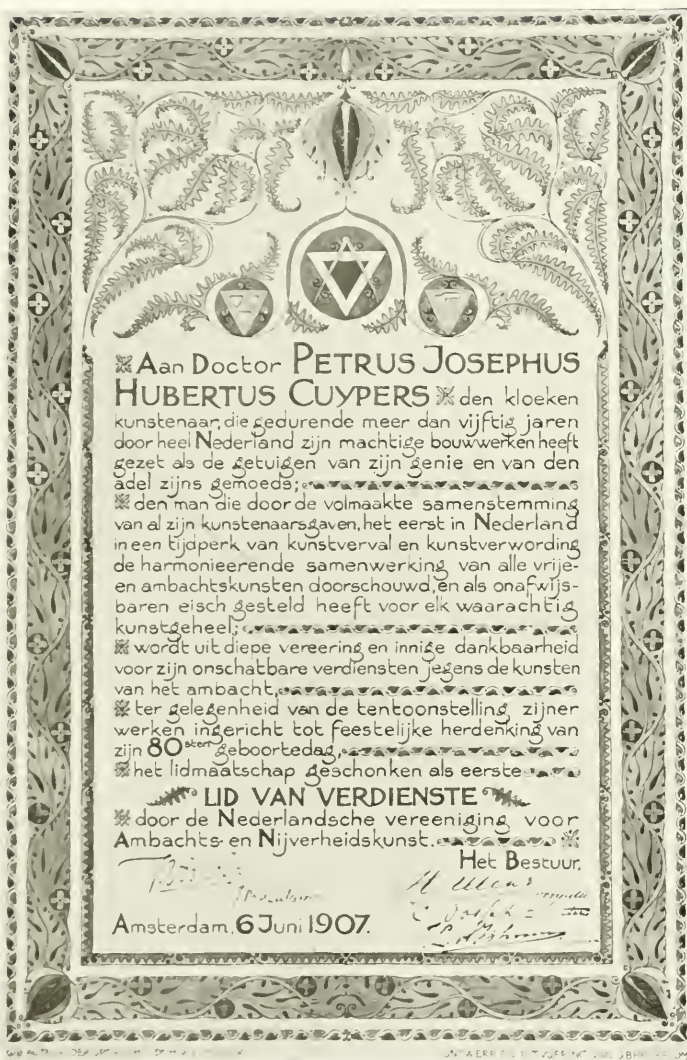 Aan Doctor PETRUS JOSEPHUS
HUBERTUS CUYPERS den kloeken
kunstenaar, die gedurende meer dan vijftig jaren
door heel Nederland zijn machtige bouwwerken heeft
gezet als de getuigen van zijn genie en van den
adel zijns gemoeds;
den man die door de volmaakte samenstemming
van al zijn kunstenaarsgaven, het eerst in Nederland
in een tijdperk van kunstverval en kunstverwording
de harmonieerende samenwerking van alle vrije-
en ambachtskunsten doorschouwd, en als onafwijs-
baren eisch gesteld heeft voor elk waarachtig
kunstgeheel;
wordt uit diepe vereering en innige dankbaarheid
voor zijn onschatbare verdiensten jegens de kunsten
van het ambacht,
ter gelegenheid van de tentoonstelling zijner
werken ingericht tot feestelijke herdenking van
zijn 80sten geboortedag,
het lidmaatschap geschonken als eerste
LID VAN VERDIENSTE
door de Nederlandsche vereeniging voor
Ambachts- en Nijverheidskunst.
Het Bestuur,
Amsterdam, 6 Juni 1907.